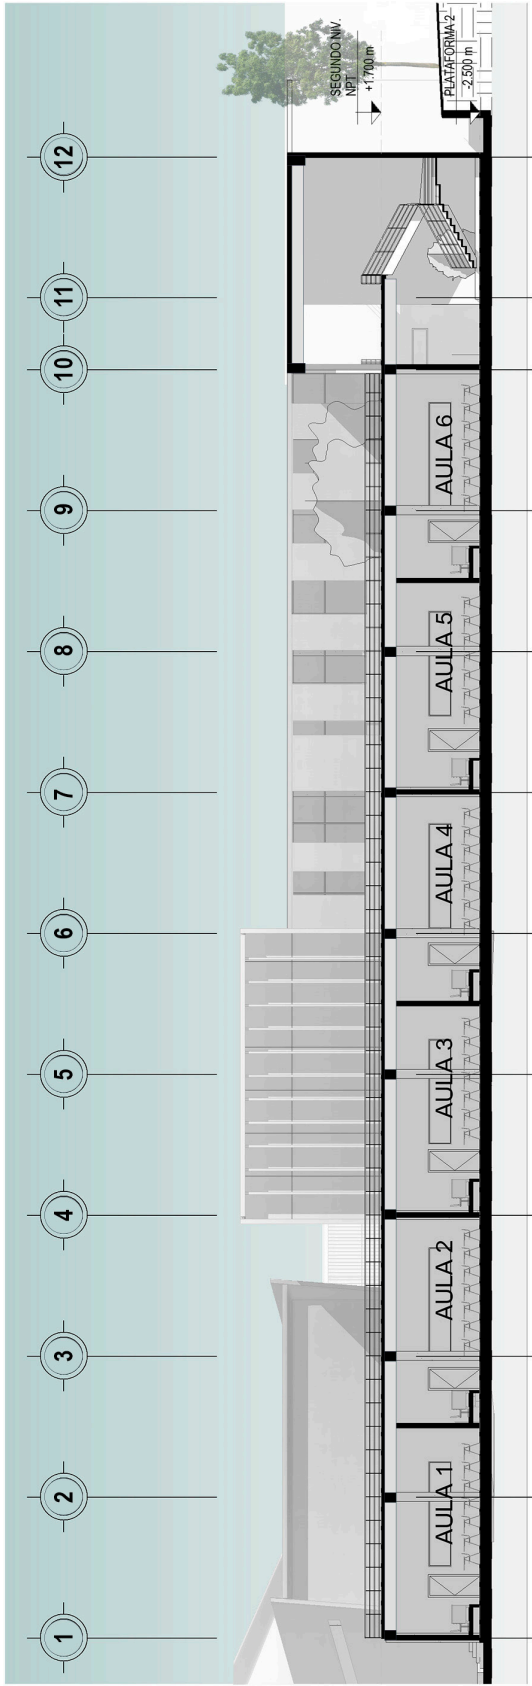 1
2
3
4
5
6
7
8
9
10
11
12
SEGUNDO NIV.
NPT
+1.700 m
PLATAFORMA 2
-2.500 m
AULA 1
AULA 2
AULA 3
AULA 4
AULA 5
AULA 6